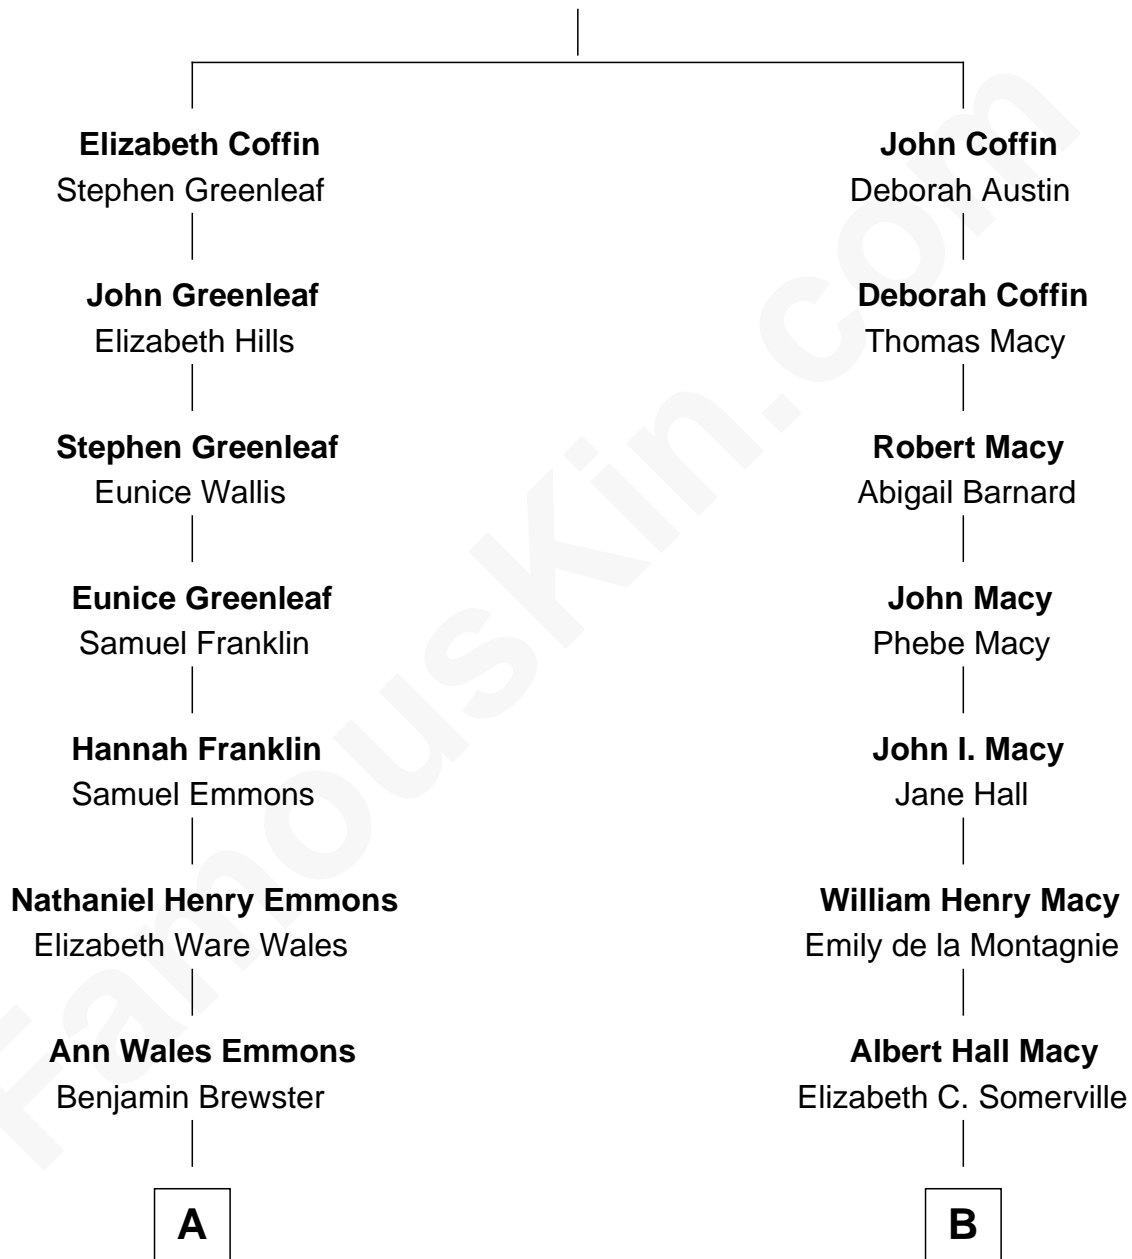 Elizabeth Coffin
Stephen Greenleaf
John Greenleaf
Elizabeth Hills
Stephen Greenleaf
Eunice Wallis
Eunice Greenleaf
Samuel Franklin
Hannah Franklin
Samuel Emmons
Nathaniel Henry Emmons
Elizabeth Ware Wales
Ann Wales Emmons
Benjamin Brewster
A
John Coffin
Deborah Austin
Deborah Coffin
Thomas Macy
Robert Macy
Abigail Barnard
John Macy
Phebe Macy
John I. Macy
Jane Hall
William Henry Macy
Emily de la Montagnie
Albert Hall Macy
Elizabeth C. Somerville
B
FamousKin.com